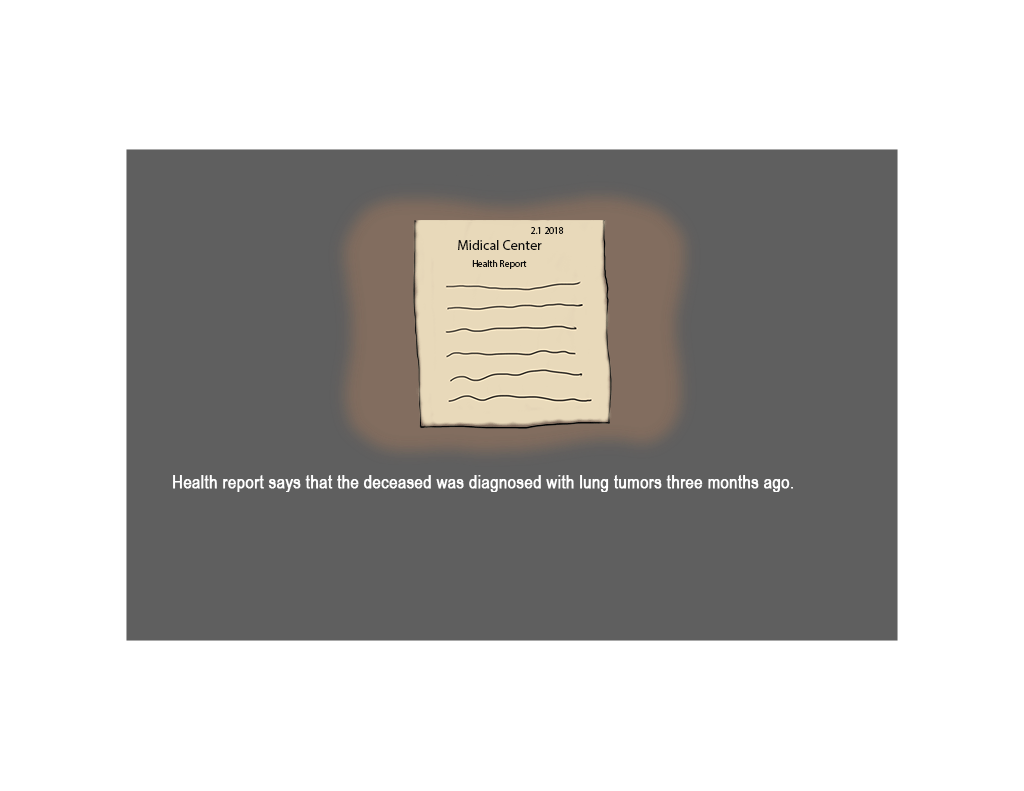 2.1 2018
Midical Center
Health Report
Health report says that the deceased was diagnosed with lung tumors three months ago.